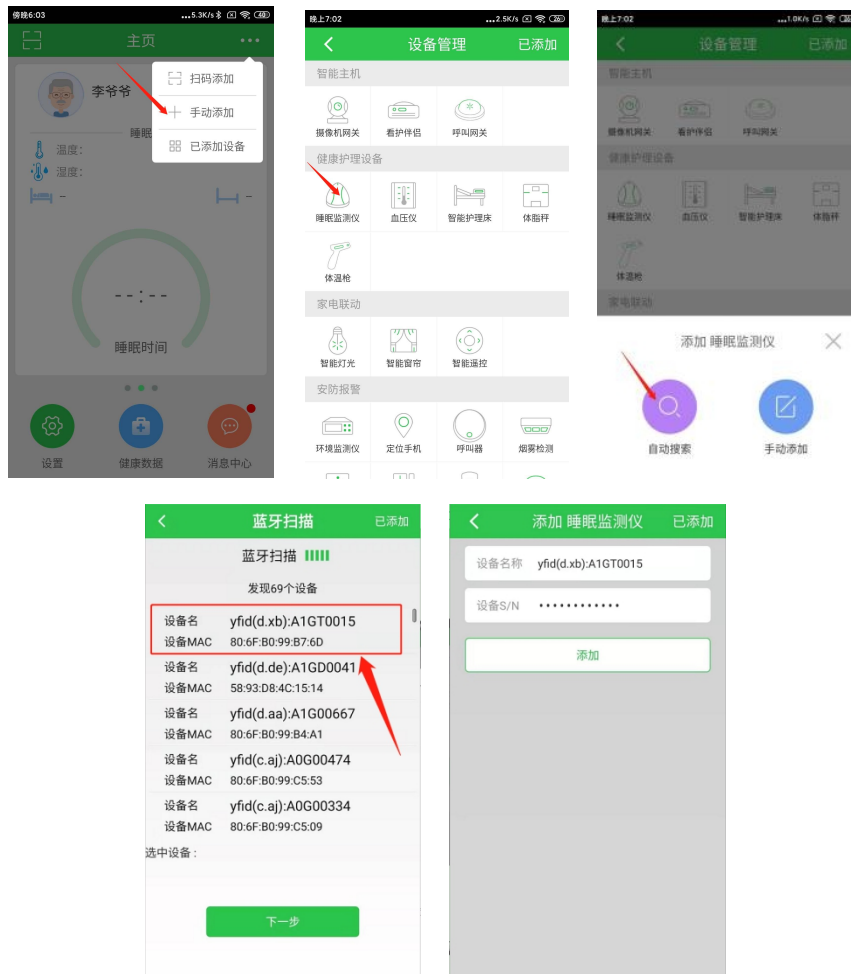 傍晚6:03
...5.3K/s
40
主页
扫码添加
李爷爷
手动添加
睡眠
温度:
已添加设备
湿度:
--:--
睡眠时间
设置 健康数据 消息中心
晚上7:02
...2.5K/s
设备管理 已添加
智能主机
摄像机网关 看护伴侣 呼叫网关
健康护理设备
睡眠监测仪 血压仪 智能护理床 体脂秤
体温枪
家电联动
智能灯光 智能窗帘 智能遥控
安防报警
环境监测仪 定位手机 呼叫器 烟雾检测
晚上7:02
...1.0K/s
设备管理 已添加
智能主机
摄像机网关 看护伴侣 呼叫网关
健康护理设备
睡眠监测仪 血压仪 智能护理床 体脂秤
体温枪
家电联动
添加 睡眠监测仪
自动搜索 手动添加
蓝牙扫描 已添加
蓝牙扫描
发现69个设备
设备名 yfid(d.xb):A1GT0015
设备MAC 80:6F:B0:99:B7:6D
设备名 yfid(d.de):A1GD0041
设备MAC 58:93:D8:4C:15:14
设备名 yfid(d.aa):A1G00667
设备MAC 80:6F:B0:99:B4:A1
设备名 yfid(c.aj):A0G00474
设备MAC 80:6F:B0:99:C5:53
设备名 yfid(c.aj):A0G00334
设备MAC 80:6F:B0:99:C5:09
选中设备 :
下一步
添加 睡眠监测仪 已添加
设备名称 yfid(d.xb):A1GT0015
设备S/N ••••••••••••
添加